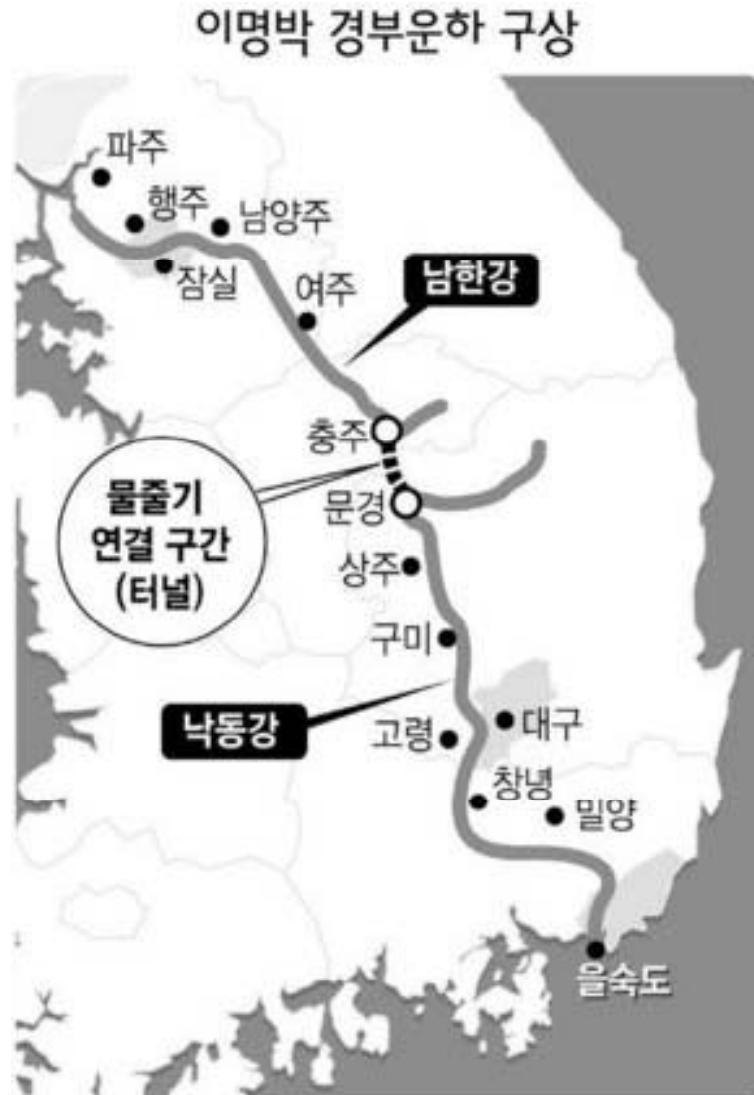 이명박 경부운하 구상
파주
행주
남양주
잠실
여주
남한강
충주
물줄기
연결 구간
(터널)
문경
상주
구미
낙동강
고령
대구
창녕
밀양
을숙도